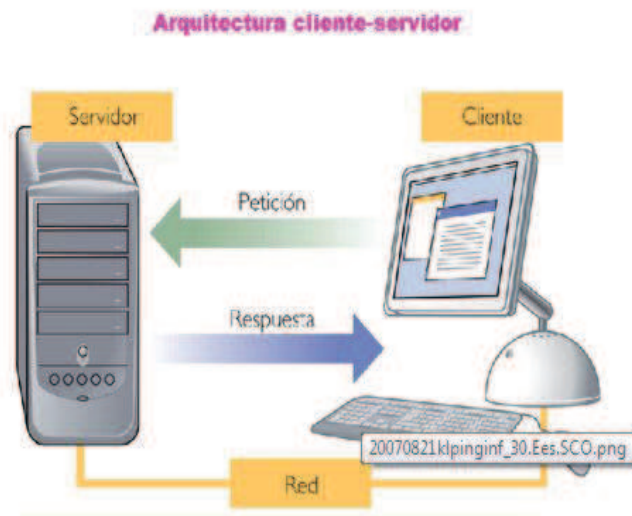 Arquitectura cliente-servidor
Servidor
Cliente
Petición
Respuesta
20070821klpinginf_30.Ees.SCO.png
Red